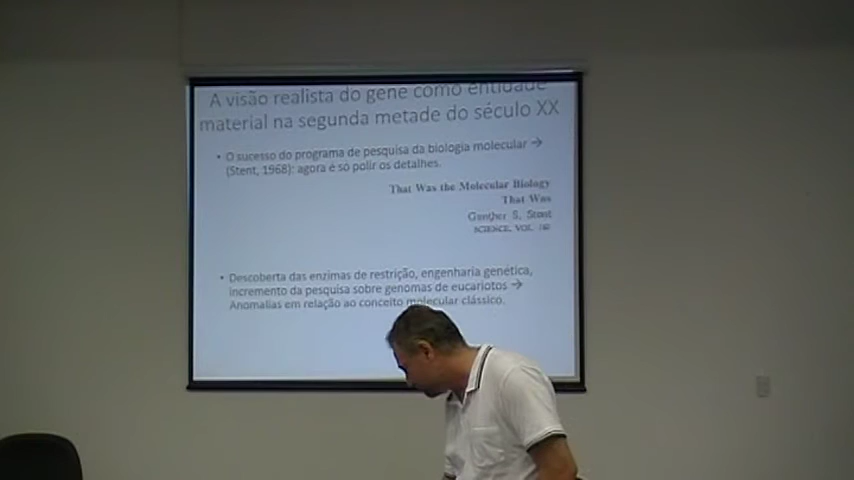 A visão realista do gene como entidade
material na segunda metade do século XX
• O sucesso do programa de pesquisa da biologia molecular →
(Stent, 1968): agora é so polir os detalhes.
That Was the Molecular Biology
That Was
Gunther S. Stent
SCIENCE, VOL. 160
• Descoberta das enzimas de restrição, engenharia genética,
incremento da pesquisa sobre genomas de eucariotos →
Anomalias em relação ao conceito molecular clássico.